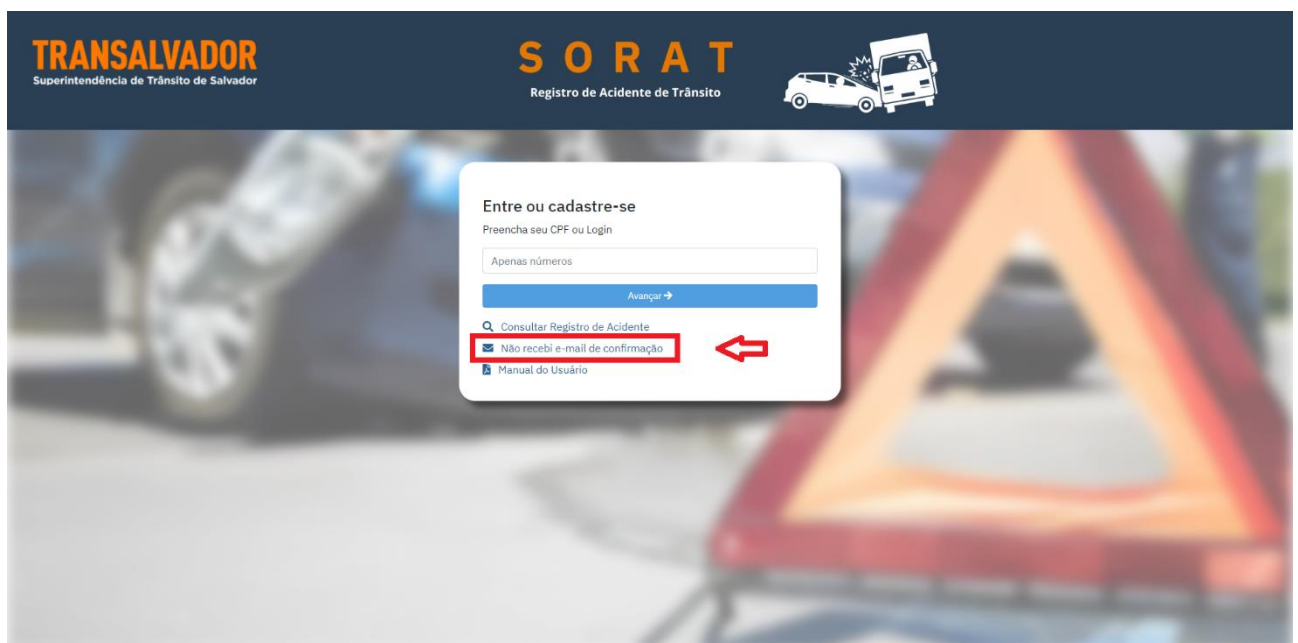 TRANSALVADOR
Superintendência de Trânsito de Salvador
SORAT
Registro de Acidente de Trânsito
Entre ou cadastre-se
Preencha seu CPF ou Login
Apenas números
Avançar
Consultar Registro de Acidente
Não recebi e-mail de confirmação
Manual do Usuário